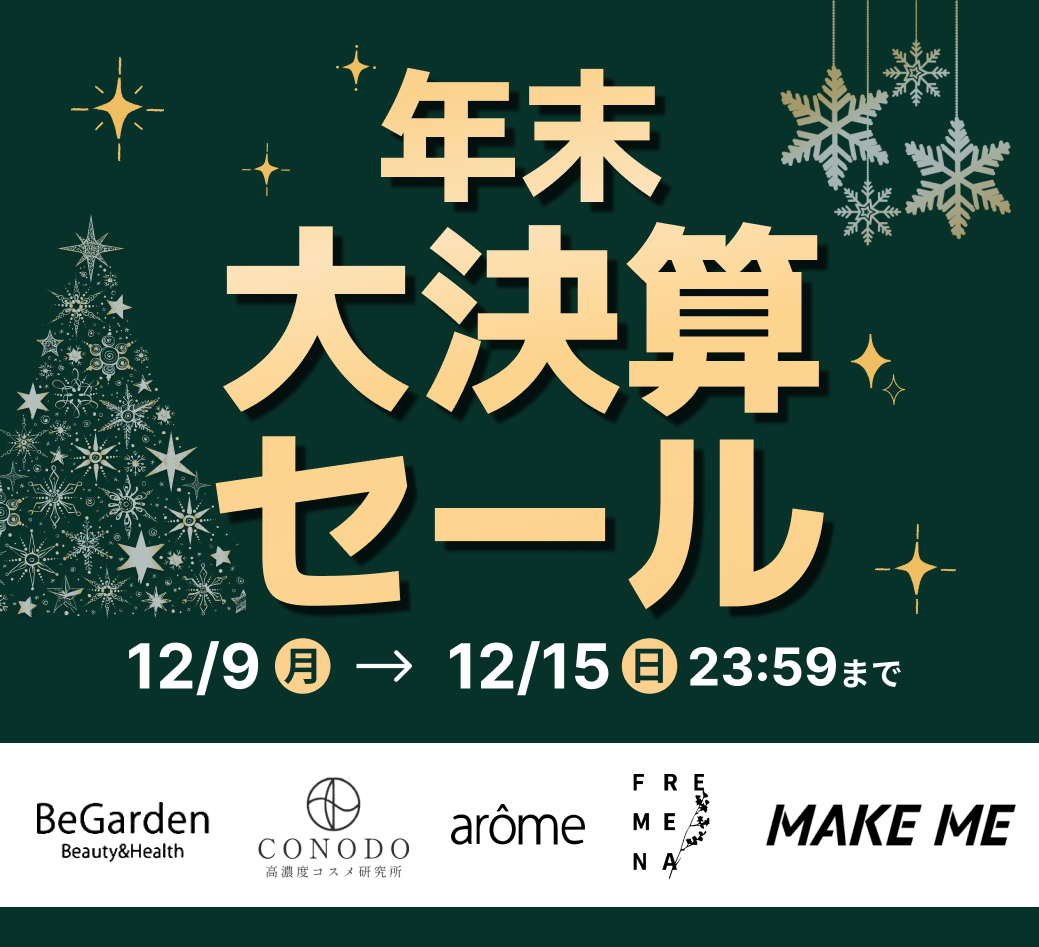 年末
大決算
セール
12/9 月 → 12/15 日 23:59まで
BeGarden
Beauty&Health
CONODO
高濃度コスメ研究所
arôme
FRE
ME
NA
MAKE ME